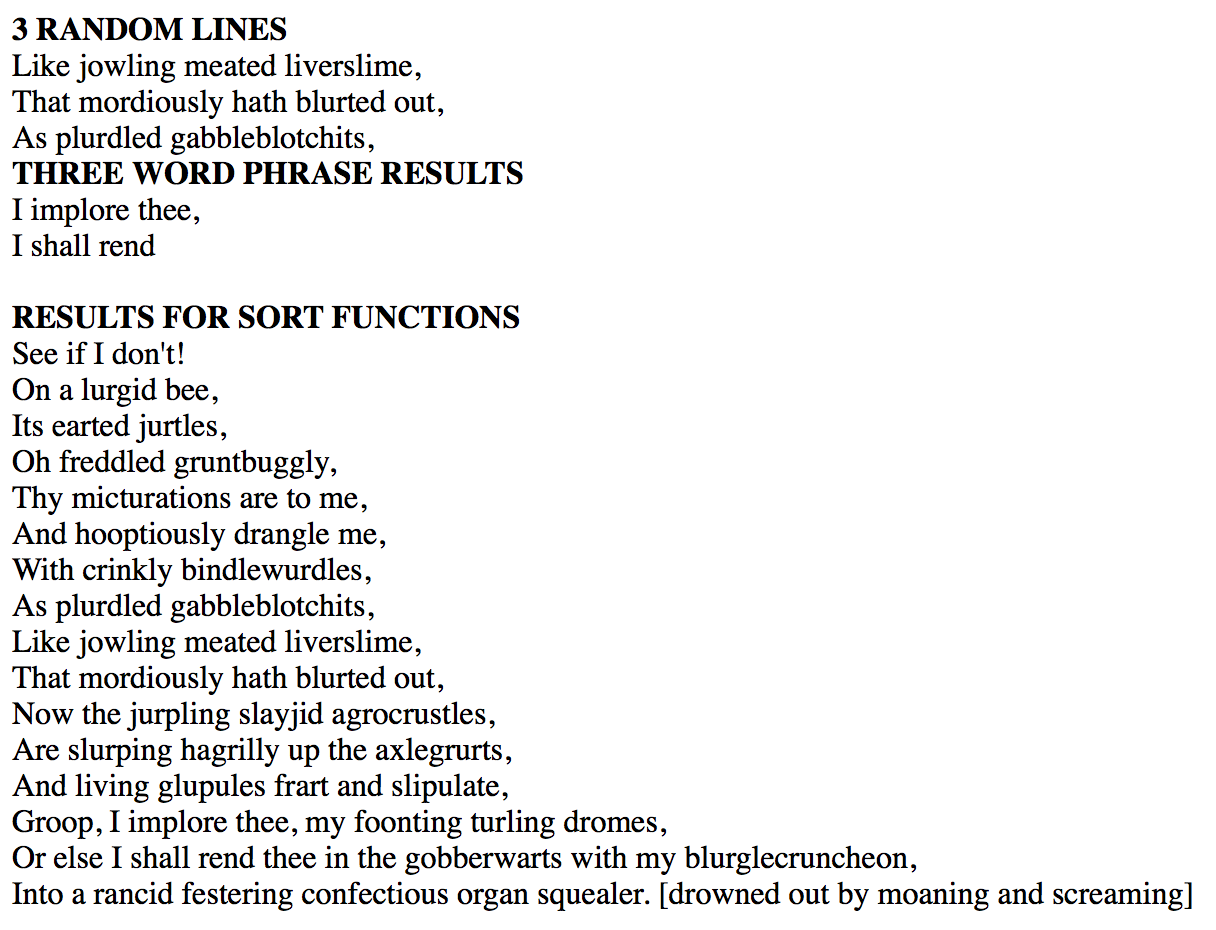 3 RANDOM LINES
Like jowling meated liverslime,
That mordiously hath blurted out,
As plurdled gabbleblotchits,
THREE WORD PHRASE RESULTS
I implore thee,
I shall rend
RESULTS FOR SORT FUNCTIONS
See if I don't!
On a lurgid bee,
Its earted jurtles,
Oh freddled gruntbuggly,
Thy micturations are to me,
And hooptiously drangle me,
With crinkly bindlewurdles,
As plurdled gabbleblotchits,
Like jowling meated liverslime,
That mordiously hath blurted out,
Now the jurpling slayjid agrocrustles,
Are slurping hagrilly up the axlegrurts,
And living glupules frart and slipulate,
Groop, I implore thee, my foonting turling dromes,
Or else I shall rend thee in the gobberwarts with my blurglecruncheon,
Into a rancid festering confectious organ squealer. [drowned out by moaning and screaming]